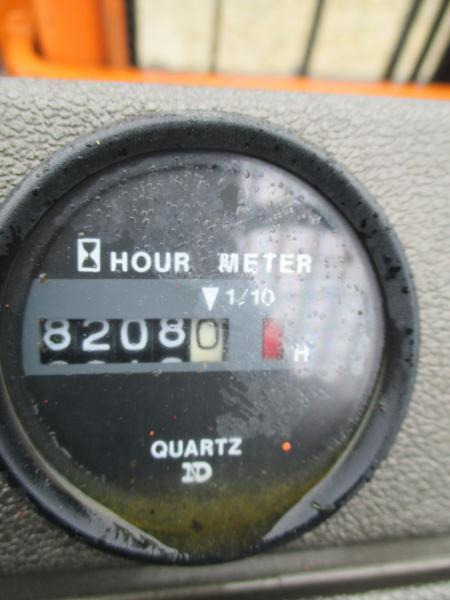 HOUR METER
▼1/10
82080 H
QUARTZ
ND